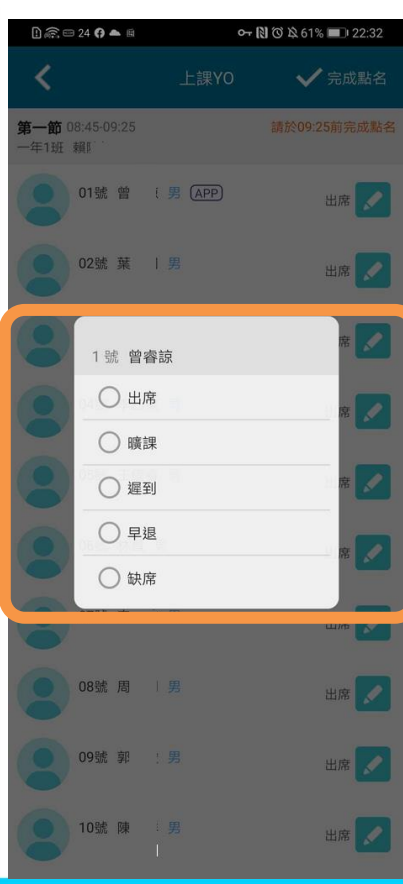 24 61% 22:32
上課YO 完成點名
第一節 08:45-09:25 請於09:25前完成點名
一年1班 賴
01號 曾 男 APP 出席
02號 葉 男 出席
1號 曾睿諒
出席
曠課
遲到
早退
缺席
08號 周 男 出席
09號 郭 男 出席
10號 陳 男 出席